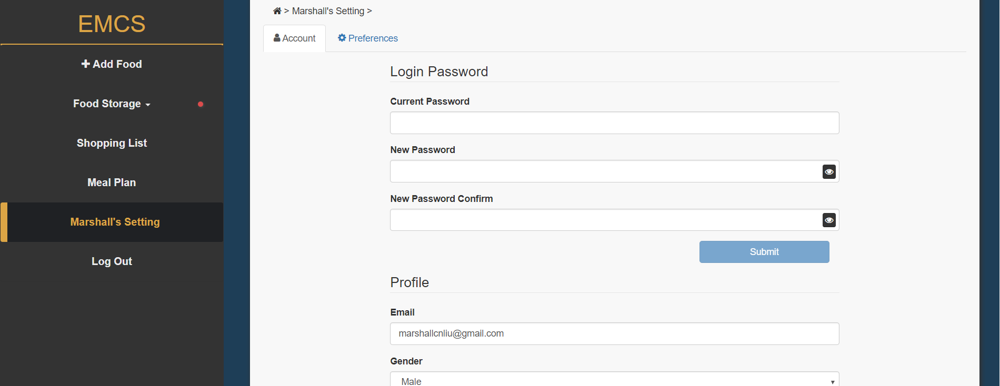 EMCS
Add Food
Food Storage
Shopping List
Meal Plan
Marshall's Setting
Log Out
> Marshall's Setting >
Account
Preferences
Login Password
Current Password
New Password
New Password Confirm
Submit
Profile
Email
marshallcnliu@gmail.com
Gender
Male